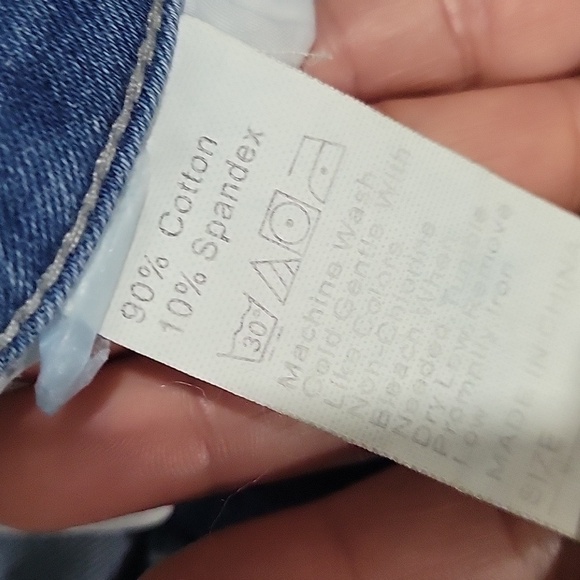 90% Cotton
10% Spandex
30°
Machine Wash
Cold Gentle With
Like Colors
Non-Chlorine
Bleach When
Needed Tumble
Dry Low Remove
Promptly
Low Iron
MADE IN CHINA
SIZE